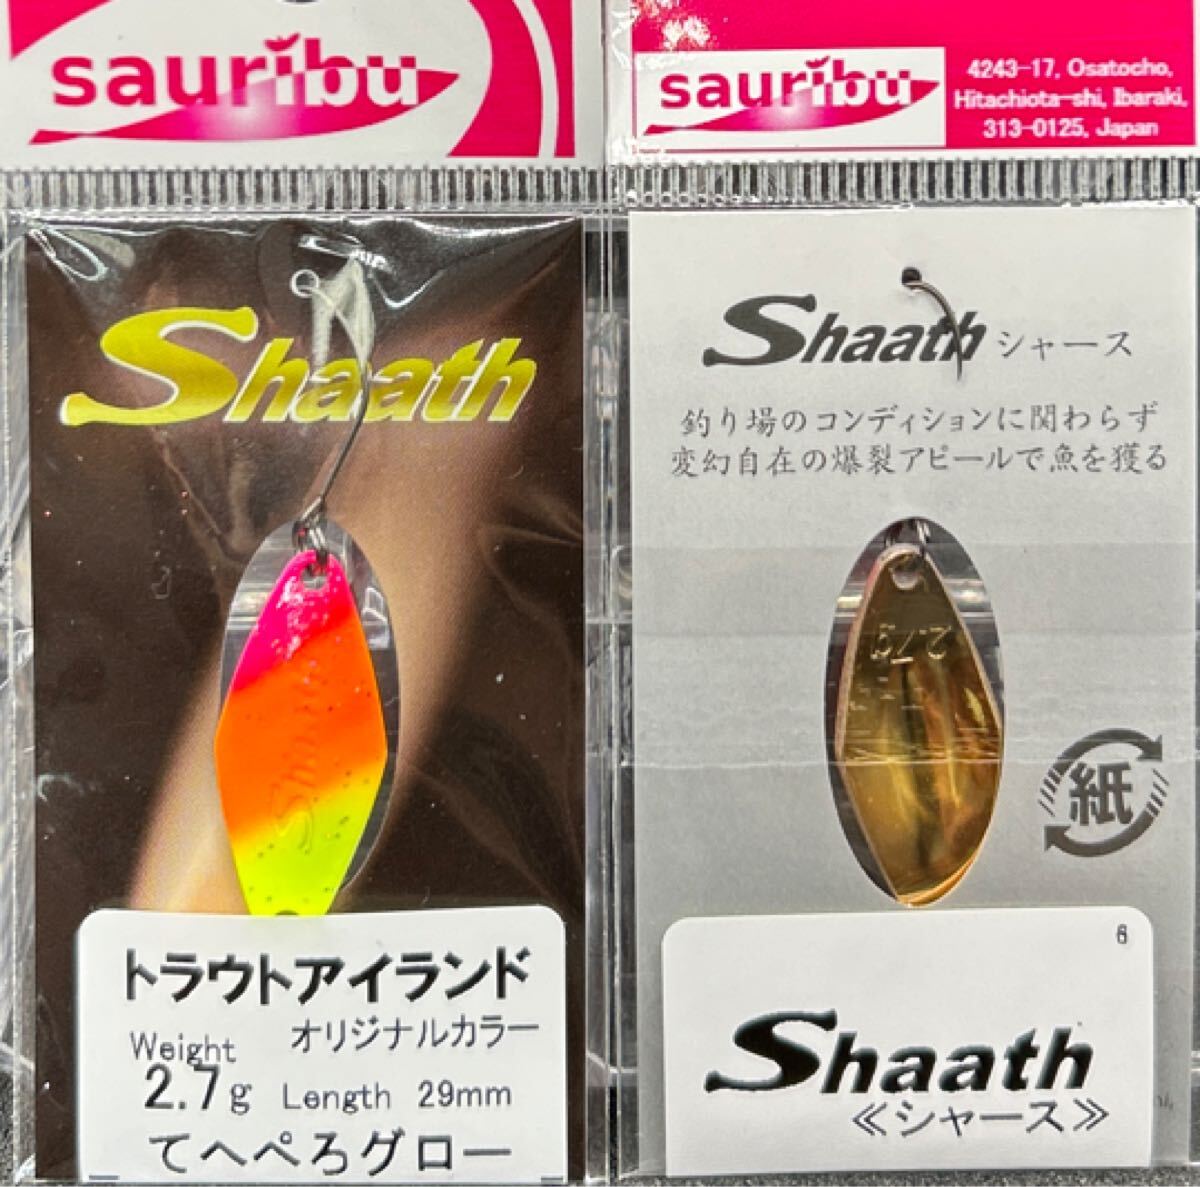 sauribu
Shaath
Shaath
トラウトアイランド
オリジナルカラー
Weight
2.7g Length 29mm
てへぺろグロー
sauribu
4243-17, Osatocho,
Hitachiota-shi, Ibaraki,
313-0125, Japan
Shaath シャース
釣り場のコンディションに関わらず
変幻自在の爆裂アピールで魚を獲る
2.7g
紙
Shaath
≪シャース≫